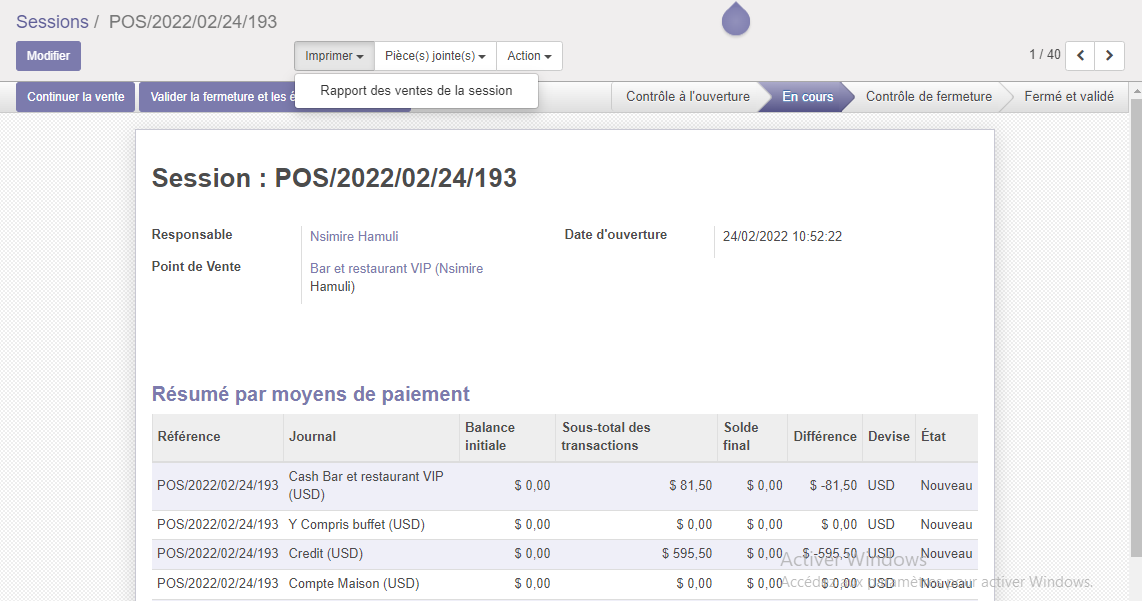 Sessions / POS/2022/02/24/193
Modifier
Imprimer
Pièce(s) jointe(s)
Action
1 / 40
Continuer la vente
Valider la fermeture et les é
Rapport des ventes de la session
Contrôle à l'ouverture
En cours
Contrôle de fermeture
Fermé et validé
Session : POS/2022/02/24/193
Responsable
Nsimire Hamuli
Date d'ouverture
24/02/2022 10:52:22
Point de Vente
Bar et restaurant VIP (Nsimire
Hamuli)
Résumé par moyens de paiement
Référence Journal Balance initiale Sous-total des transactions Solde final Différence Devise État
POS/2022/02/24/193 Cash Bar et restaurant VIP (USD) $ 0,00 $ 81,50 $ 0,00 $ -81,50 USD Nouveau
POS/2022/02/24/193 Y Compris buffet (USD) $ 0,00 $ 0,00 $ 0,00 $ 0,00 USD Nouveau
POS/2022/02/24/193 Credit (USD) $ 0,00 $ 595,50 $ 0,00 $ -595,50 USD Nouveau
POS/2022/02/24/193 Compte Maison (USD) $ 0,00 $ 0,00 $ 0,00 $ 0,00 USD Nouveau
Activer Windows
Accédez aux paramètres pour activer Windows.